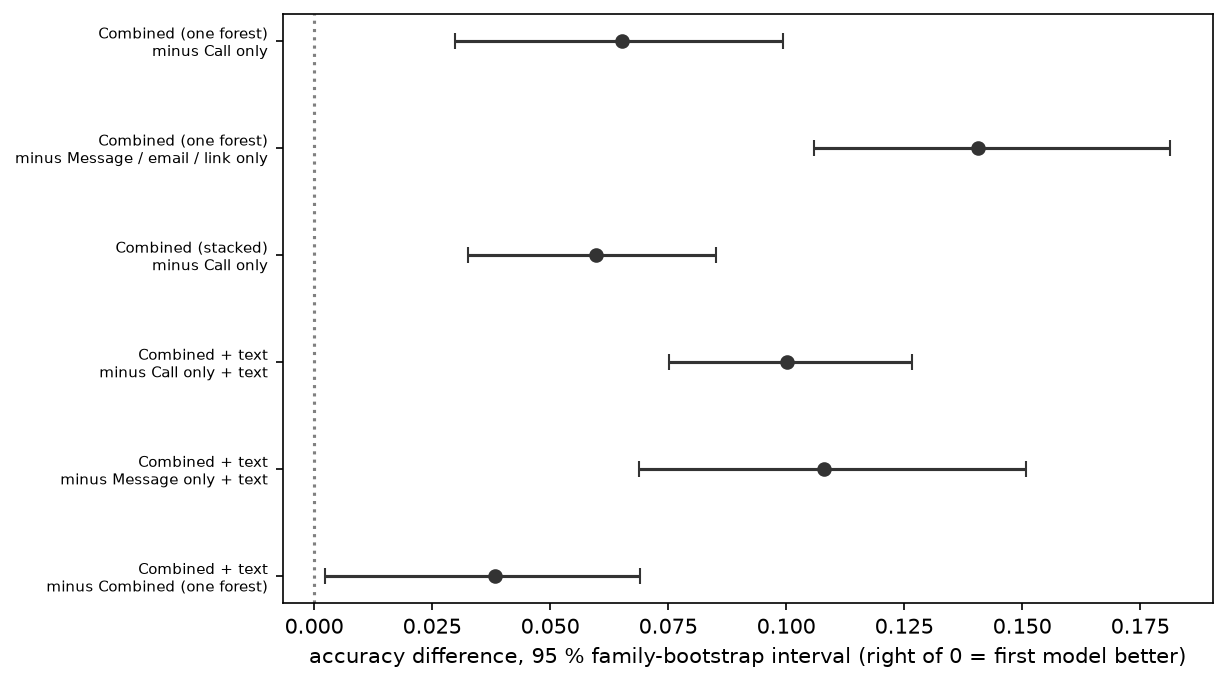 Combined (one forest)
minus Call only
Combined (one forest)
minus Message / email / link only
Combined (stacked)
minus Call only
Combined + text
minus Call only + text
Combined + text
minus Message only + text
Combined + text
minus Combined (one forest)
0.000 0.025 0.050 0.075 0.100 0.125 0.150 0.175
accuracy difference, 95 % family-bootstrap interval (right of 0 = first model better)